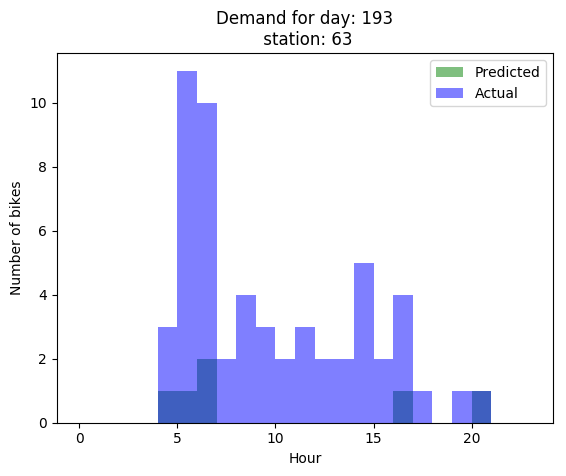 Demand for day: 193
station: 63
Predicted
Actual
Number of bikes
10
8
6
4
2
0
0 5 10 15 20
Hour